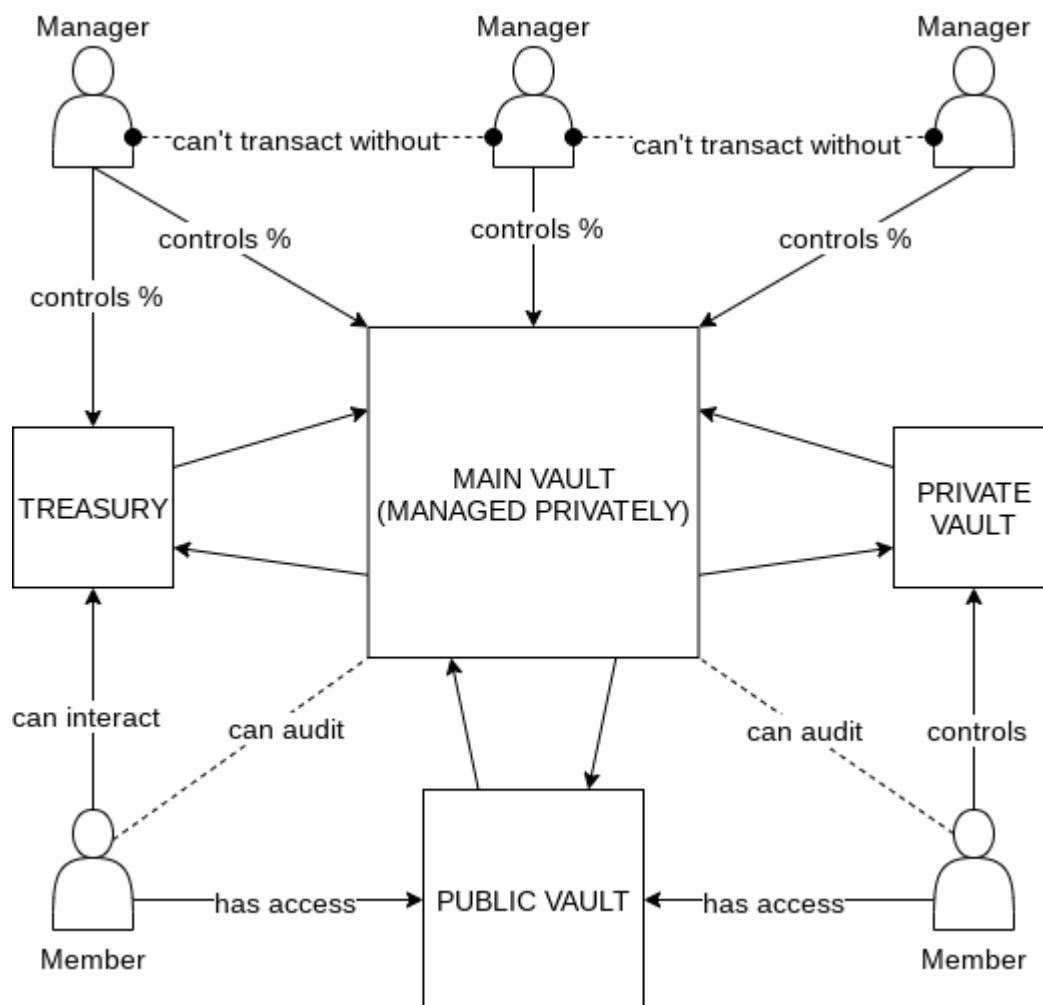 Manager
Manager
Manager
can't transact without
can't transact without
controls %
controls %
controls %
controls %
MAIN VAULT
(MANAGED PRIVATELY)
TREASURY
PRIVATE
VAULT
can interact
can audit
can audit
controls
has access
PUBLIC VAULT
has access
Member
Member